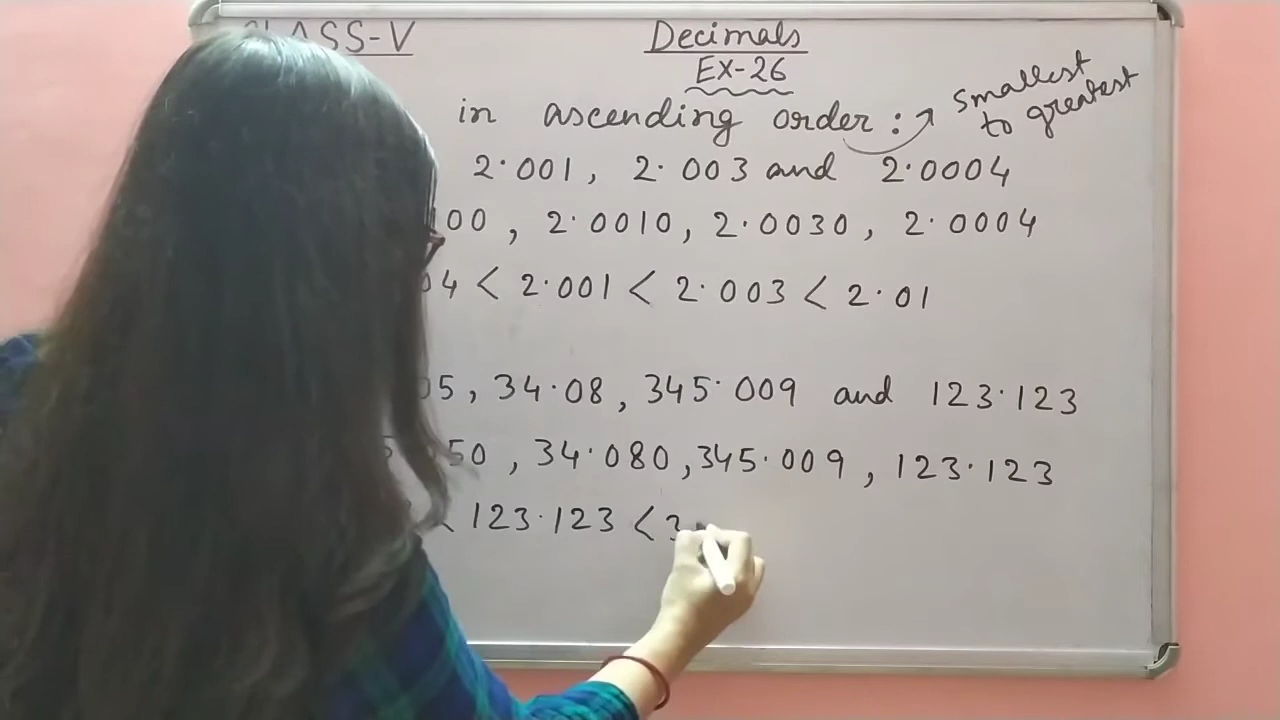 CLASS-V Decimals
EX-26
in ascending order : smallest to greatest
2.001, 2.003 and 2.0004
00, 2.0010, 2.0030, 2.0004
04 < 2.001 < 2.003 < 2.01
05, 34.08, 345.009 and 123.123
50, 34.080, 345.009, 123.123
< 123.123 < 3